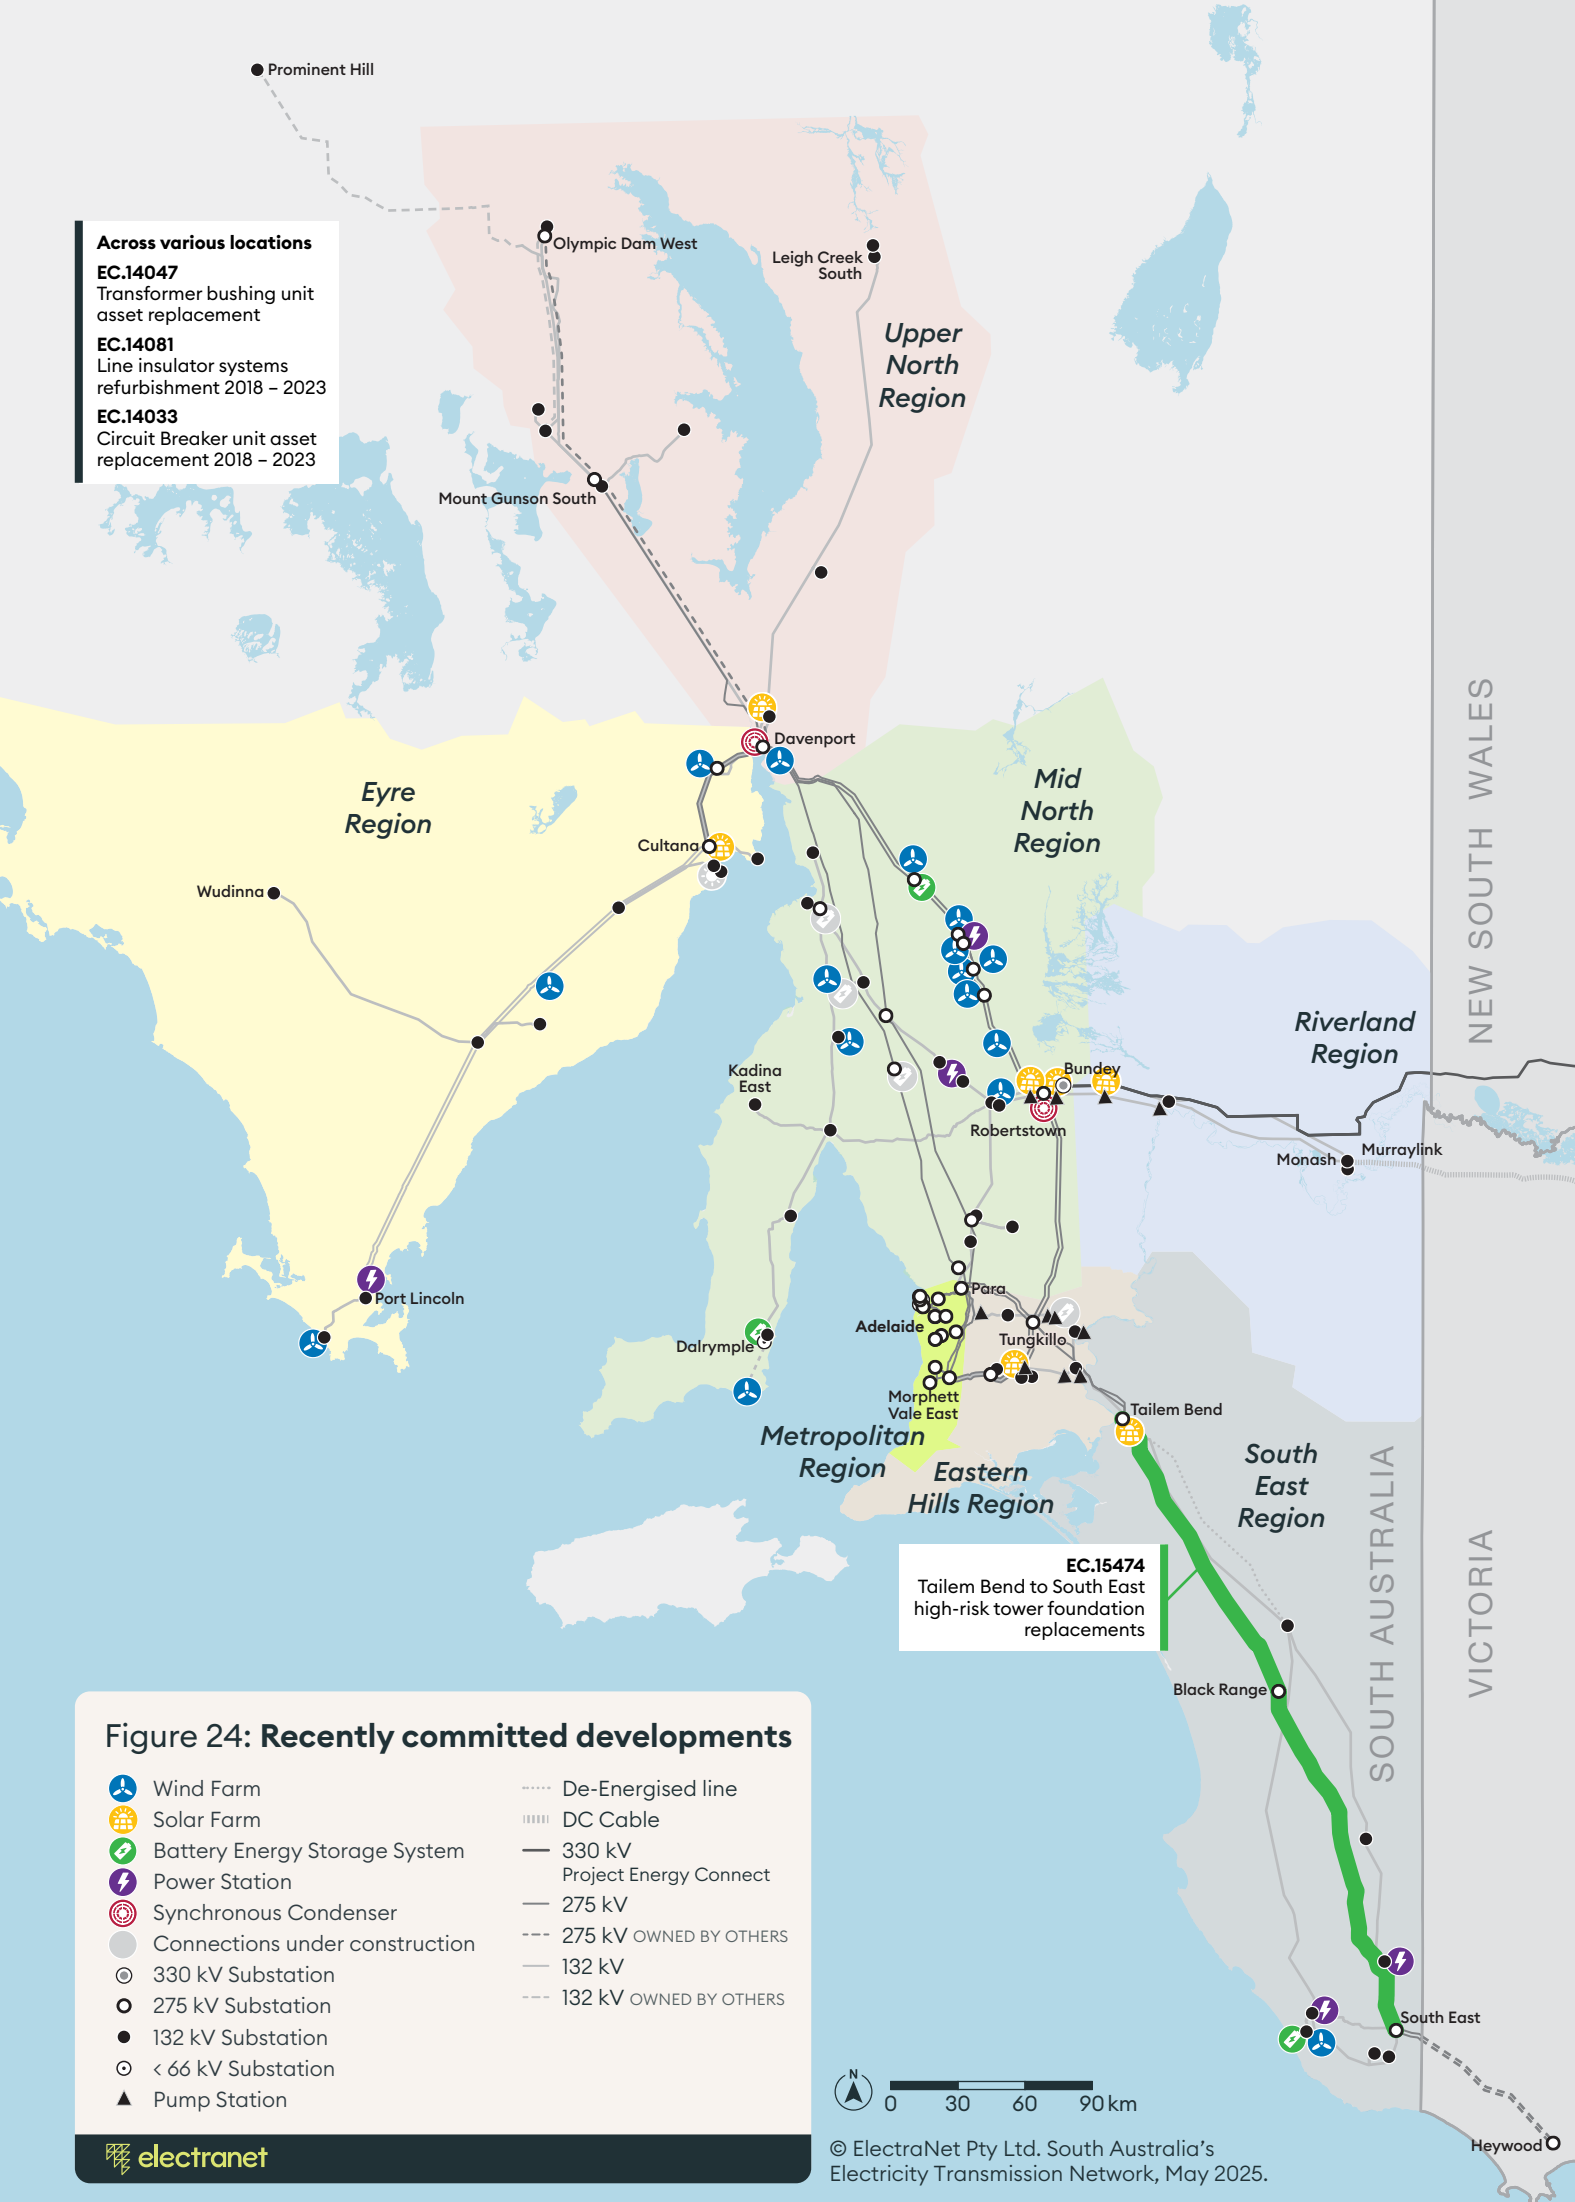 Prominent Hill
Across various locations
EC.14047
Transformer bushing unit
asset replacement
EC.14081
Line insulator systems
refurbishment 2018 – 2023
EC.14033
Circuit Breaker unit asset
replacement 2018 – 2023
Olympic Dam West
Leigh Creek
South
Upper
North
Region
Mount Gunson South
Davenport
Eyre
Region
Mid
North
Region
NEW SOUTH WALES
Cultana
Wudinna
Riverland
Region
Kadina
East
Bundey
Robertstown
Monash
Murraylink
Port Lincoln
Para
Adelaide
Tungkillo
Dalrymple
Morphett
Vale East
Tailem Bend
Metropolitan
Region
Eastern
Hills Region
South
East
Region
SOUTH AUSTRALIA
VICTORIA
EC.15474
Tailem Bend to South East
high-risk tower foundation
replacements
Black Range
South East
Heywood
Figure 24: Recently committed developments
Wind Farm
Solar Farm
Battery Energy Storage System
Power Station
Synchronous Condenser
Connections under construction
330 kV Substation
275 kV Substation
132 kV Substation
< 66 kV Substation
Pump Station
De-Energised line
DC Cable
330 kV
Project Energy Connect
275 kV
275 kV OWNED BY OTHERS
132 kV
132 kV OWNED BY OTHERS
electranet
N
0 30 60 90 km
© ElectraNet Pty Ltd. South Australia’s
Electricity Transmission Network, May 2025.